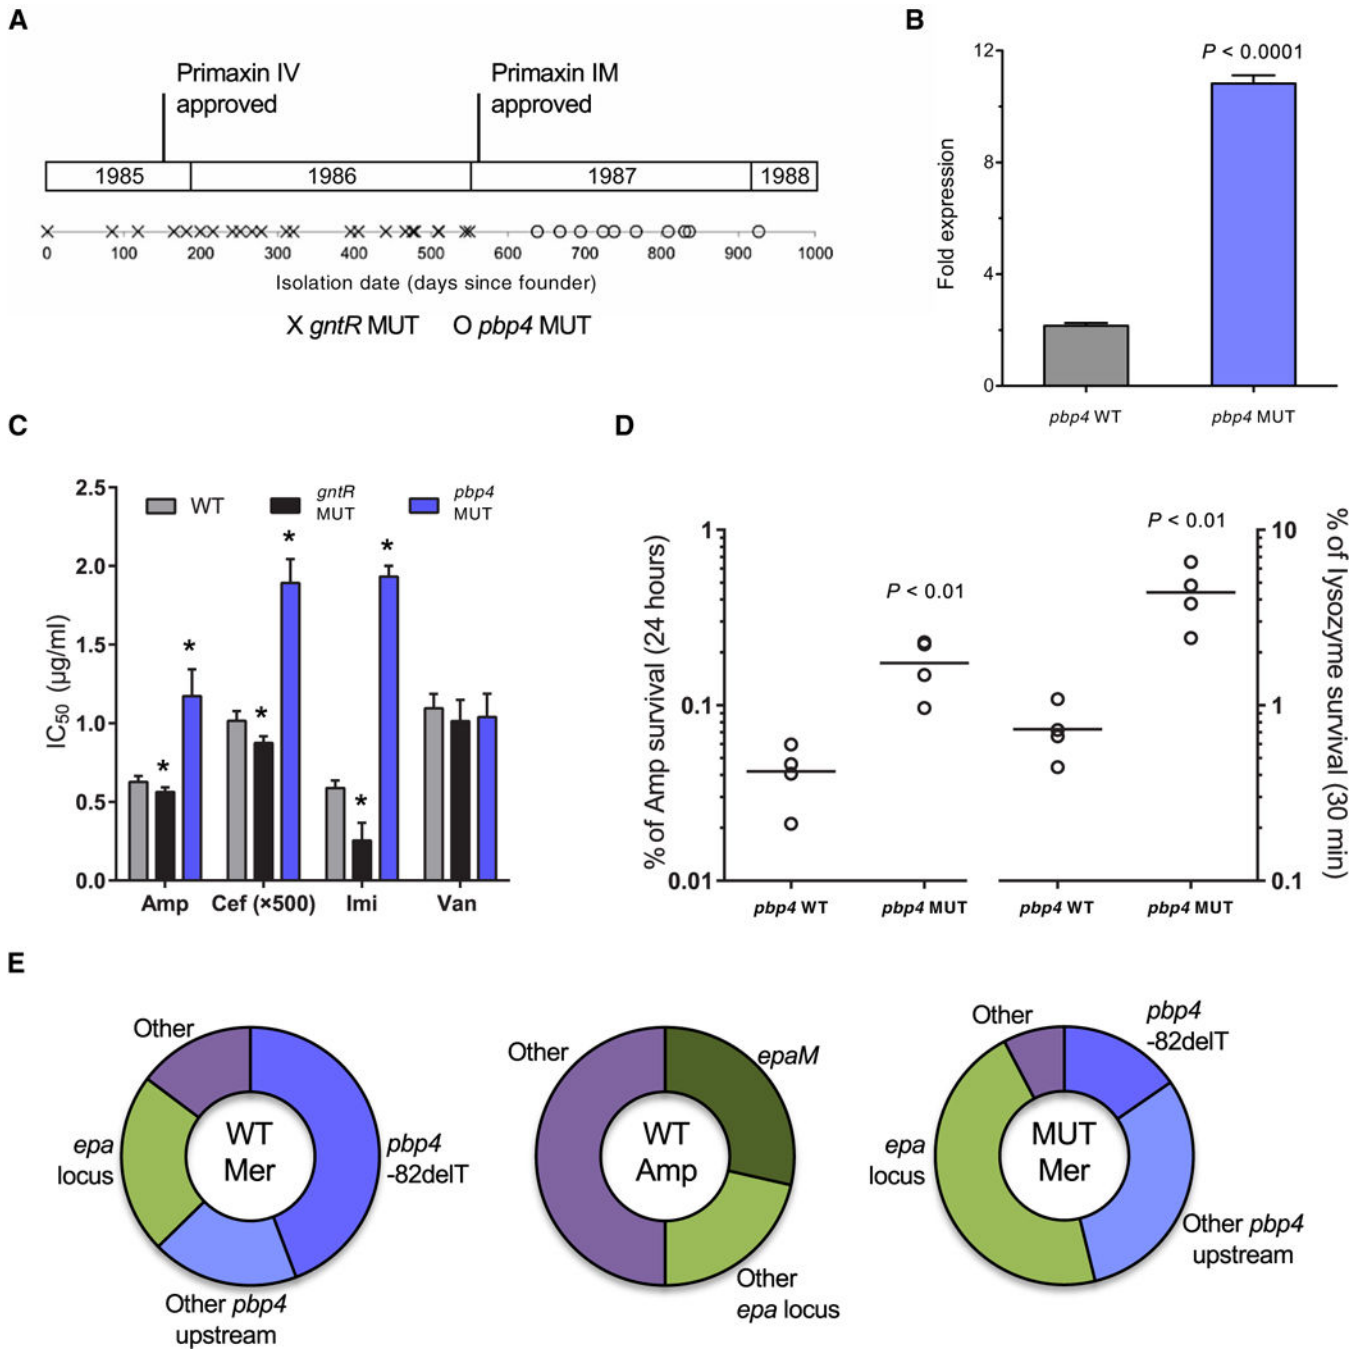 A
Primaxin IV
approved
Primaxin IM
approved
1985 1986 1987 1988
0 100 200 300 400 500 600 700 800 900 1000
Isolation date (days since founder)
X gntR MUT O pbp4 MUT
B
P < 0.0001
12
8
4
0
Fold expression
pbp4 WT pbp4 MUT
C
WT
gntR
MUT
pbp4
MUT
2.5
2.0
1.5
1.0
0.5
0.0
IC50 (µg/ml)
* * * * * *
Amp Cef (×500) Imi Van
D
% of Amp survival (24 hours)
1
0.1
0.01
P < 0.01
P < 0.01
10
1
0.1
% of lysozyme survival (30 min)
pbp4 WT pbp4 MUT pbp4 WT pbp4 MUT
E
Other
epa
locus
WT
Mer
pbp4
-82delT
Other pbp4
upstream
Other
epaM
WT
Amp
Other
epa locus
Other
pbp4
-82delT
epa
locus
MUT
Mer
Other pbp4
upstream